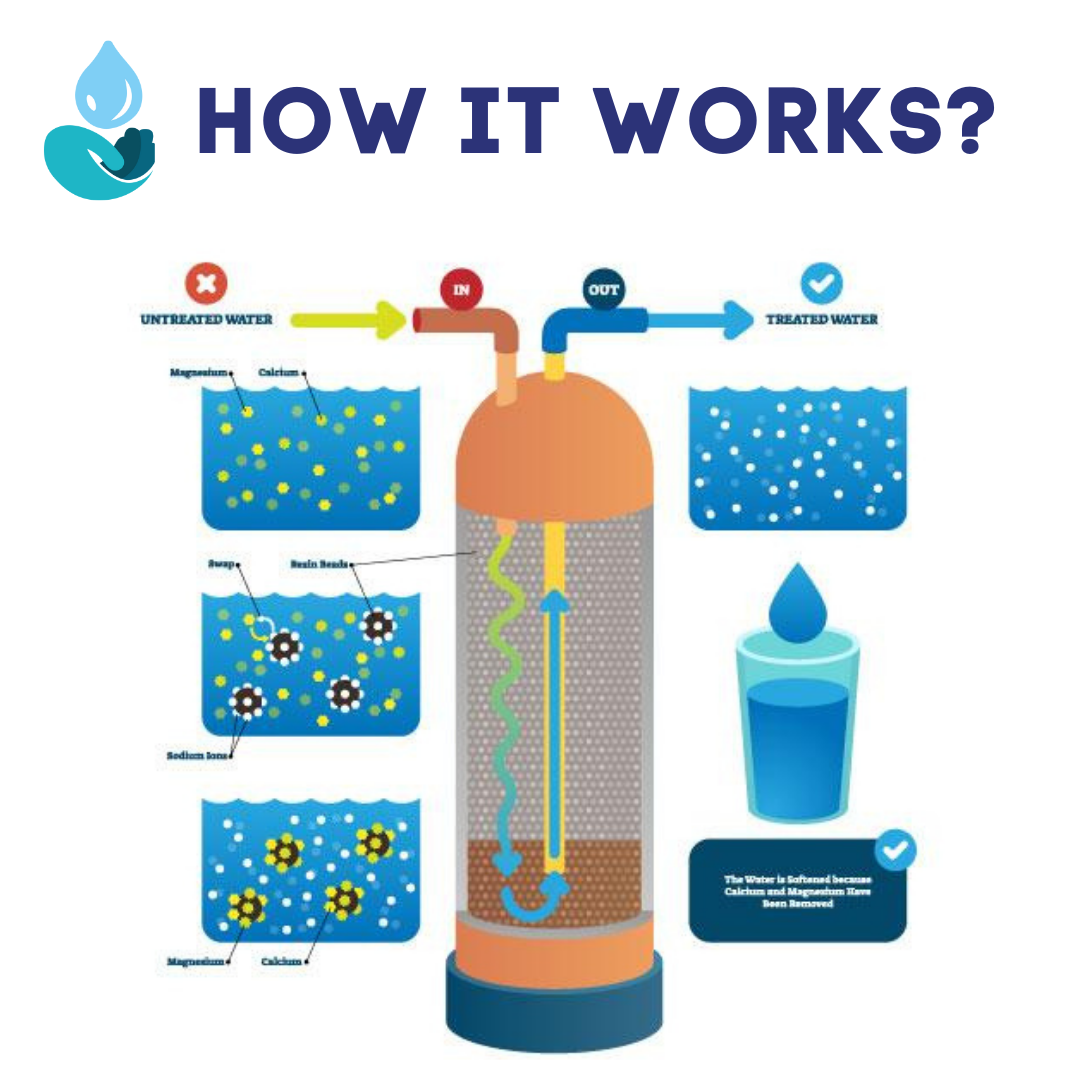 HOW IT WORKS?
UNTREATED WATER
IN
OUT
TREATED WATER
Magnesium
Calcium
Swap
Resin Beads
Sodium Ions
Magnesium
Calcium
The Water is Softened because
Calcium and Magnesium Have
Been Removed